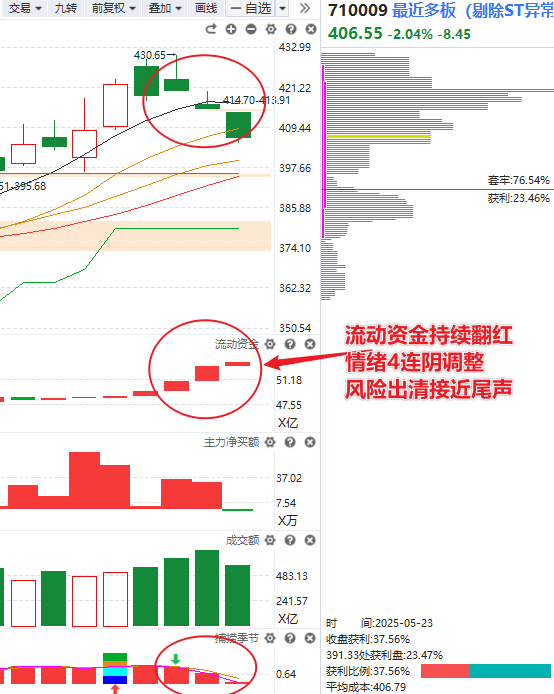 交易 九转 前复权 叠加 画线 一 自选
710009 最近多板（剔除ST异常
406.55 -2.04% -8.45
432.99
430.65
421.22
414.70-413.91
409.44
397.66
51-395.68
385.88
374.10
362.32
350.54
套牢:76.54%
获利:23.46%
流动资金
51.18
47.55
X亿
流动资金持续翻红
情绪4连阴调整
风险出清接近尾声
主力净买额
37.02
7.54
X万
成交额
483.13
241.57
X亿
捕捞季节
0.64
时 间:2025-05-23
收盘获利:37.56%
391.33处获利盘:23.47%
获利比例:37.56%
平均成本:406.79